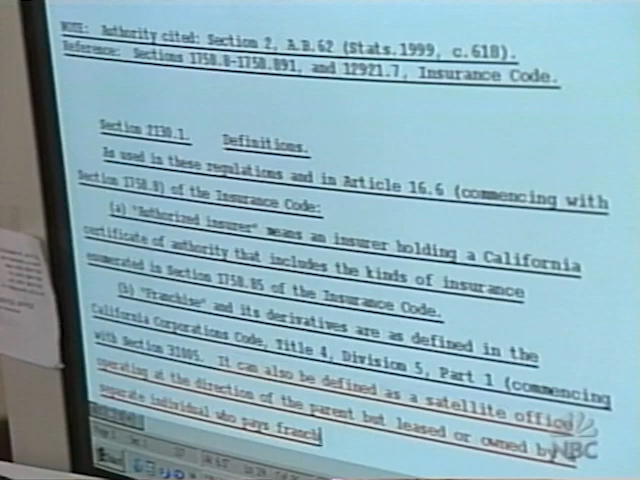 NOTE: Authority cited: Section 2, A.B.62 (Stats.1999, c.618).
Reference: Sections 1758.8-1758.891, and 12921.7, Insurance Code.
Section 2130.1. Definitions.
As used in these regulations and in Article 16.6 (commencing with
Section 1758.8) of the Insurance Code:
(a) "Authorized insurer" means an insurer holding a California
certificate of authority that includes the kinds of insurance
enumerated in Section 1758.85 of the Insurance Code.
(b) "Franchise" and its derivatives are as defined in the
California Corporations Code, Title 4, Division 5, Part 1 (commencing
with Section 31005. It can also be defined as a satellite office
operating at the direction of the parent but leased or owned by a
seperate individual who pays franch
NBC